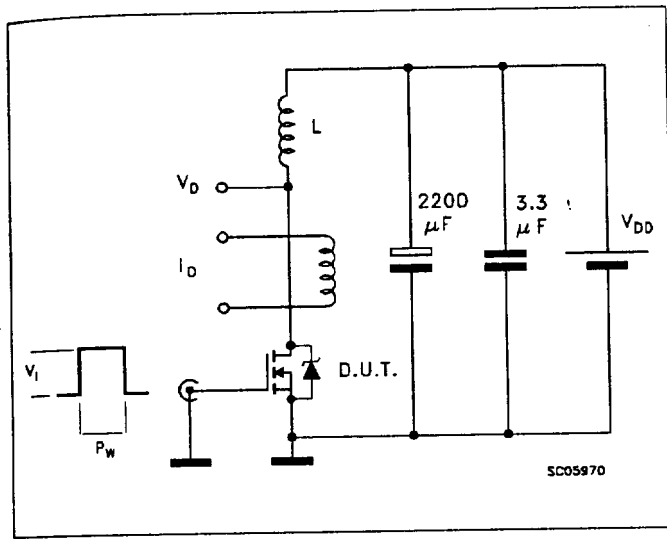 L
V_D
2200
μF
3.3
μF
V_DD
I_D
V_I
D.U.T.
P_W
SC05970